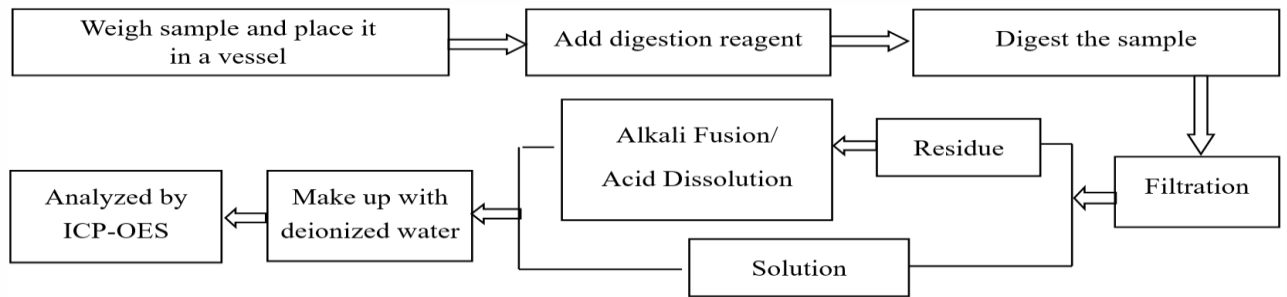 Weigh sample and place it
in a vessel
Add digestion reagent
Digest the sample
Filtration
Residue
Alkali Fusion/
Acid Dissolution
Solution
Make up with
deionized water
Analyzed by
ICP-OES